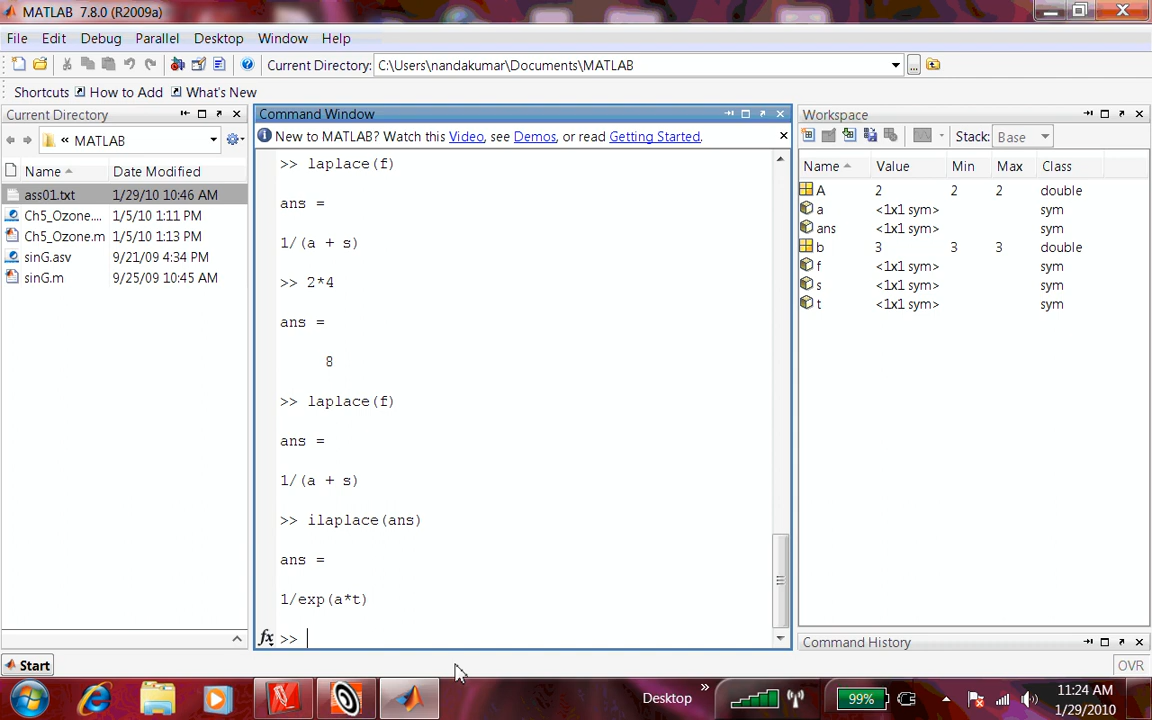 MATLAB 7.8.0 (R2009a)
File Edit Debug Parallel Desktop Window Help
Current Directory: C:\Users\nandakumar\Documents\MATLAB ...
Shortcuts How to Add What's New
Current Directory
« MATLAB
Name Date Modified
ass01.txt 1/29/10 10:46 AM
Ch5_Ozone.... 1/5/10 1:11 PM
Ch5_Ozone.m 1/5/10 1:13 PM
sinG.asv 9/21/09 4:34 PM
sinG.m 9/25/09 10:45 AM
Command Window
New to MATLAB? Watch this Video, see Demos, or read Getting Started.
>> laplace(f)
ans =
1/(a + s)
>> 2*4
ans =
8
>> laplace(f)
ans =
1/(a + s)
>> ilaplace(ans)
ans =
1/exp(a*t)
fx >>
Workspace
Stack: Base
Name Value Min Max Class
A 2 2 2 double
a <1x1 sym> sym
ans <1x1 sym> sym
b 3 3 3 double
f <1x1 sym> sym
s <1x1 sym> sym
t <1x1 sym> sym
Command History
Start
OVR
Desktop »
99%
11:24 AM
1/29/2010